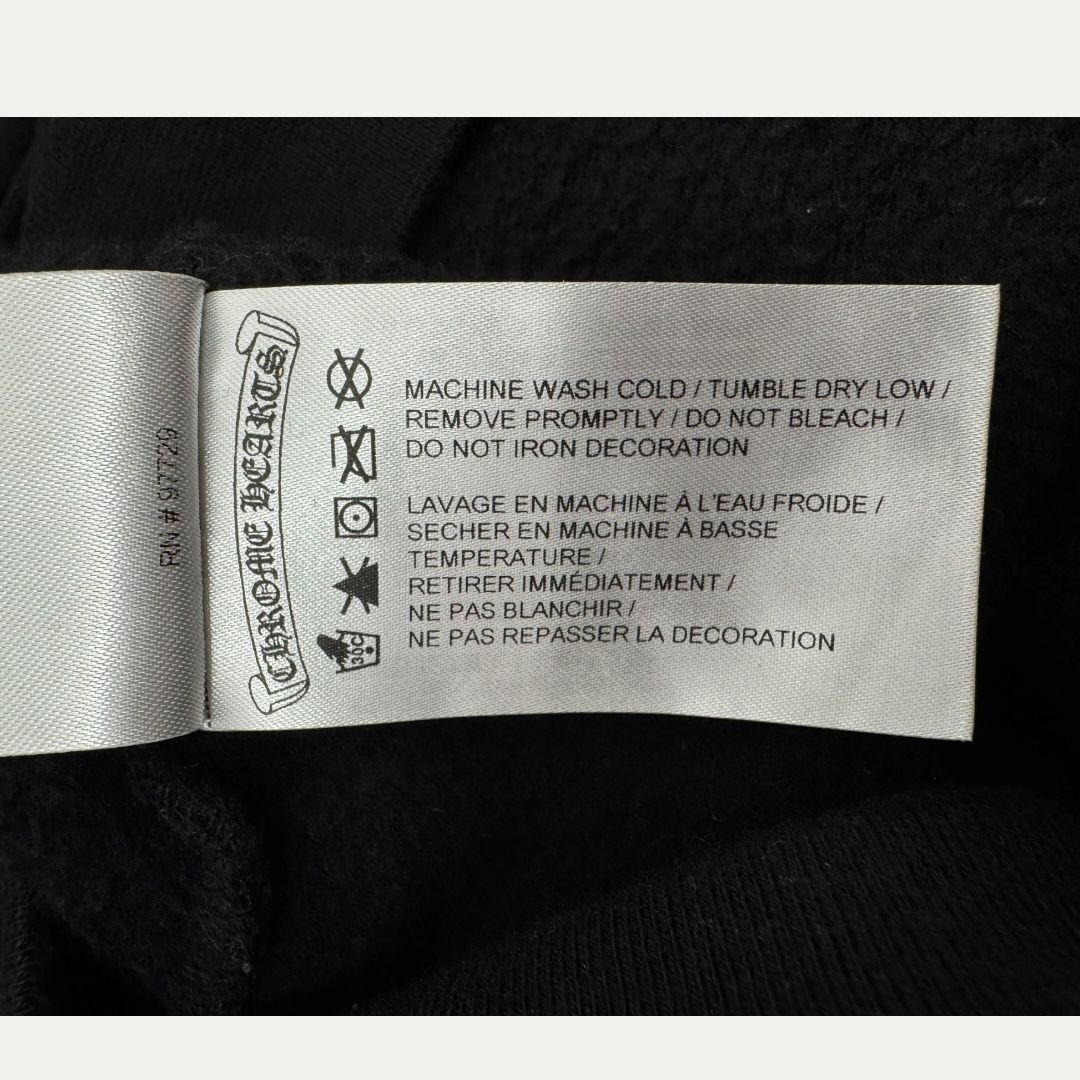 RN # 97729
CHROME HEARTS
MACHINE WASH COLD / TUMBLE DRY LOW /
REMOVE PROMPTLY / DO NOT BLEACH /
DO NOT IRON DECORATION
LAVAGE EN MACHINE À L'EAU FROIDE /
SECHER EN MACHINE À BASSE
TEMPERATURE /
RETIRER IMMÉDIATEMENT /
NE PAS BLANCHIR /
NE PAS REPASSER LA DECORATION
30C